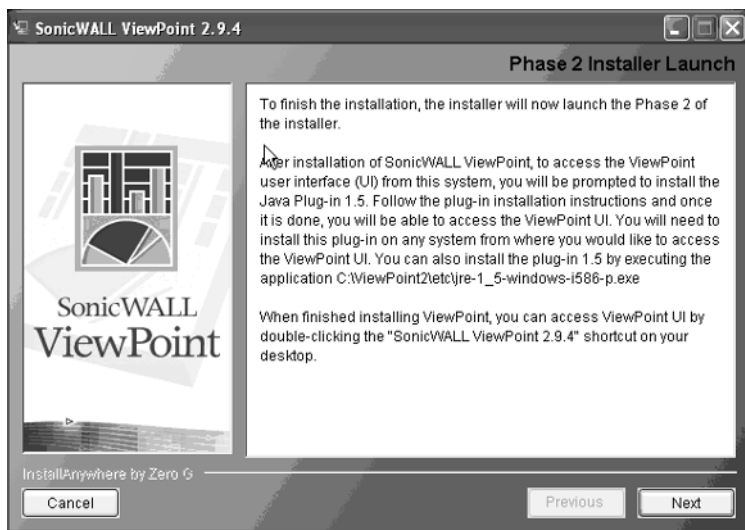 SonicWALL ViewPoint 2.9.4
Phase 2 Installer Launch
To finish the installation, the installer will now launch the Phase 2 of
the installer.
After installation of SonicWALL ViewPoint, to access the ViewPoint
user interface (UI) from this system, you will be prompted to install the
Java Plug-in 1.5. Follow the plug-in installation instructions and once
it is done, you will be able to access the ViewPoint UI. You will need to
install this plug-in on any system from where you would like to access
the ViewPoint UI. You can also install the plug-in 1.5 by executing the
application C:\ViewPoint2\etc\jre-1_5-windows-i586-p.exe
When finished installing ViewPoint, you can access ViewPoint UI by
double-clicking the "SonicWALL ViewPoint 2.9.4" shortcut on your
desktop.
SonicWALL
ViewPoint
InstallAnywhere by Zero G
Cancel
Previous
Next